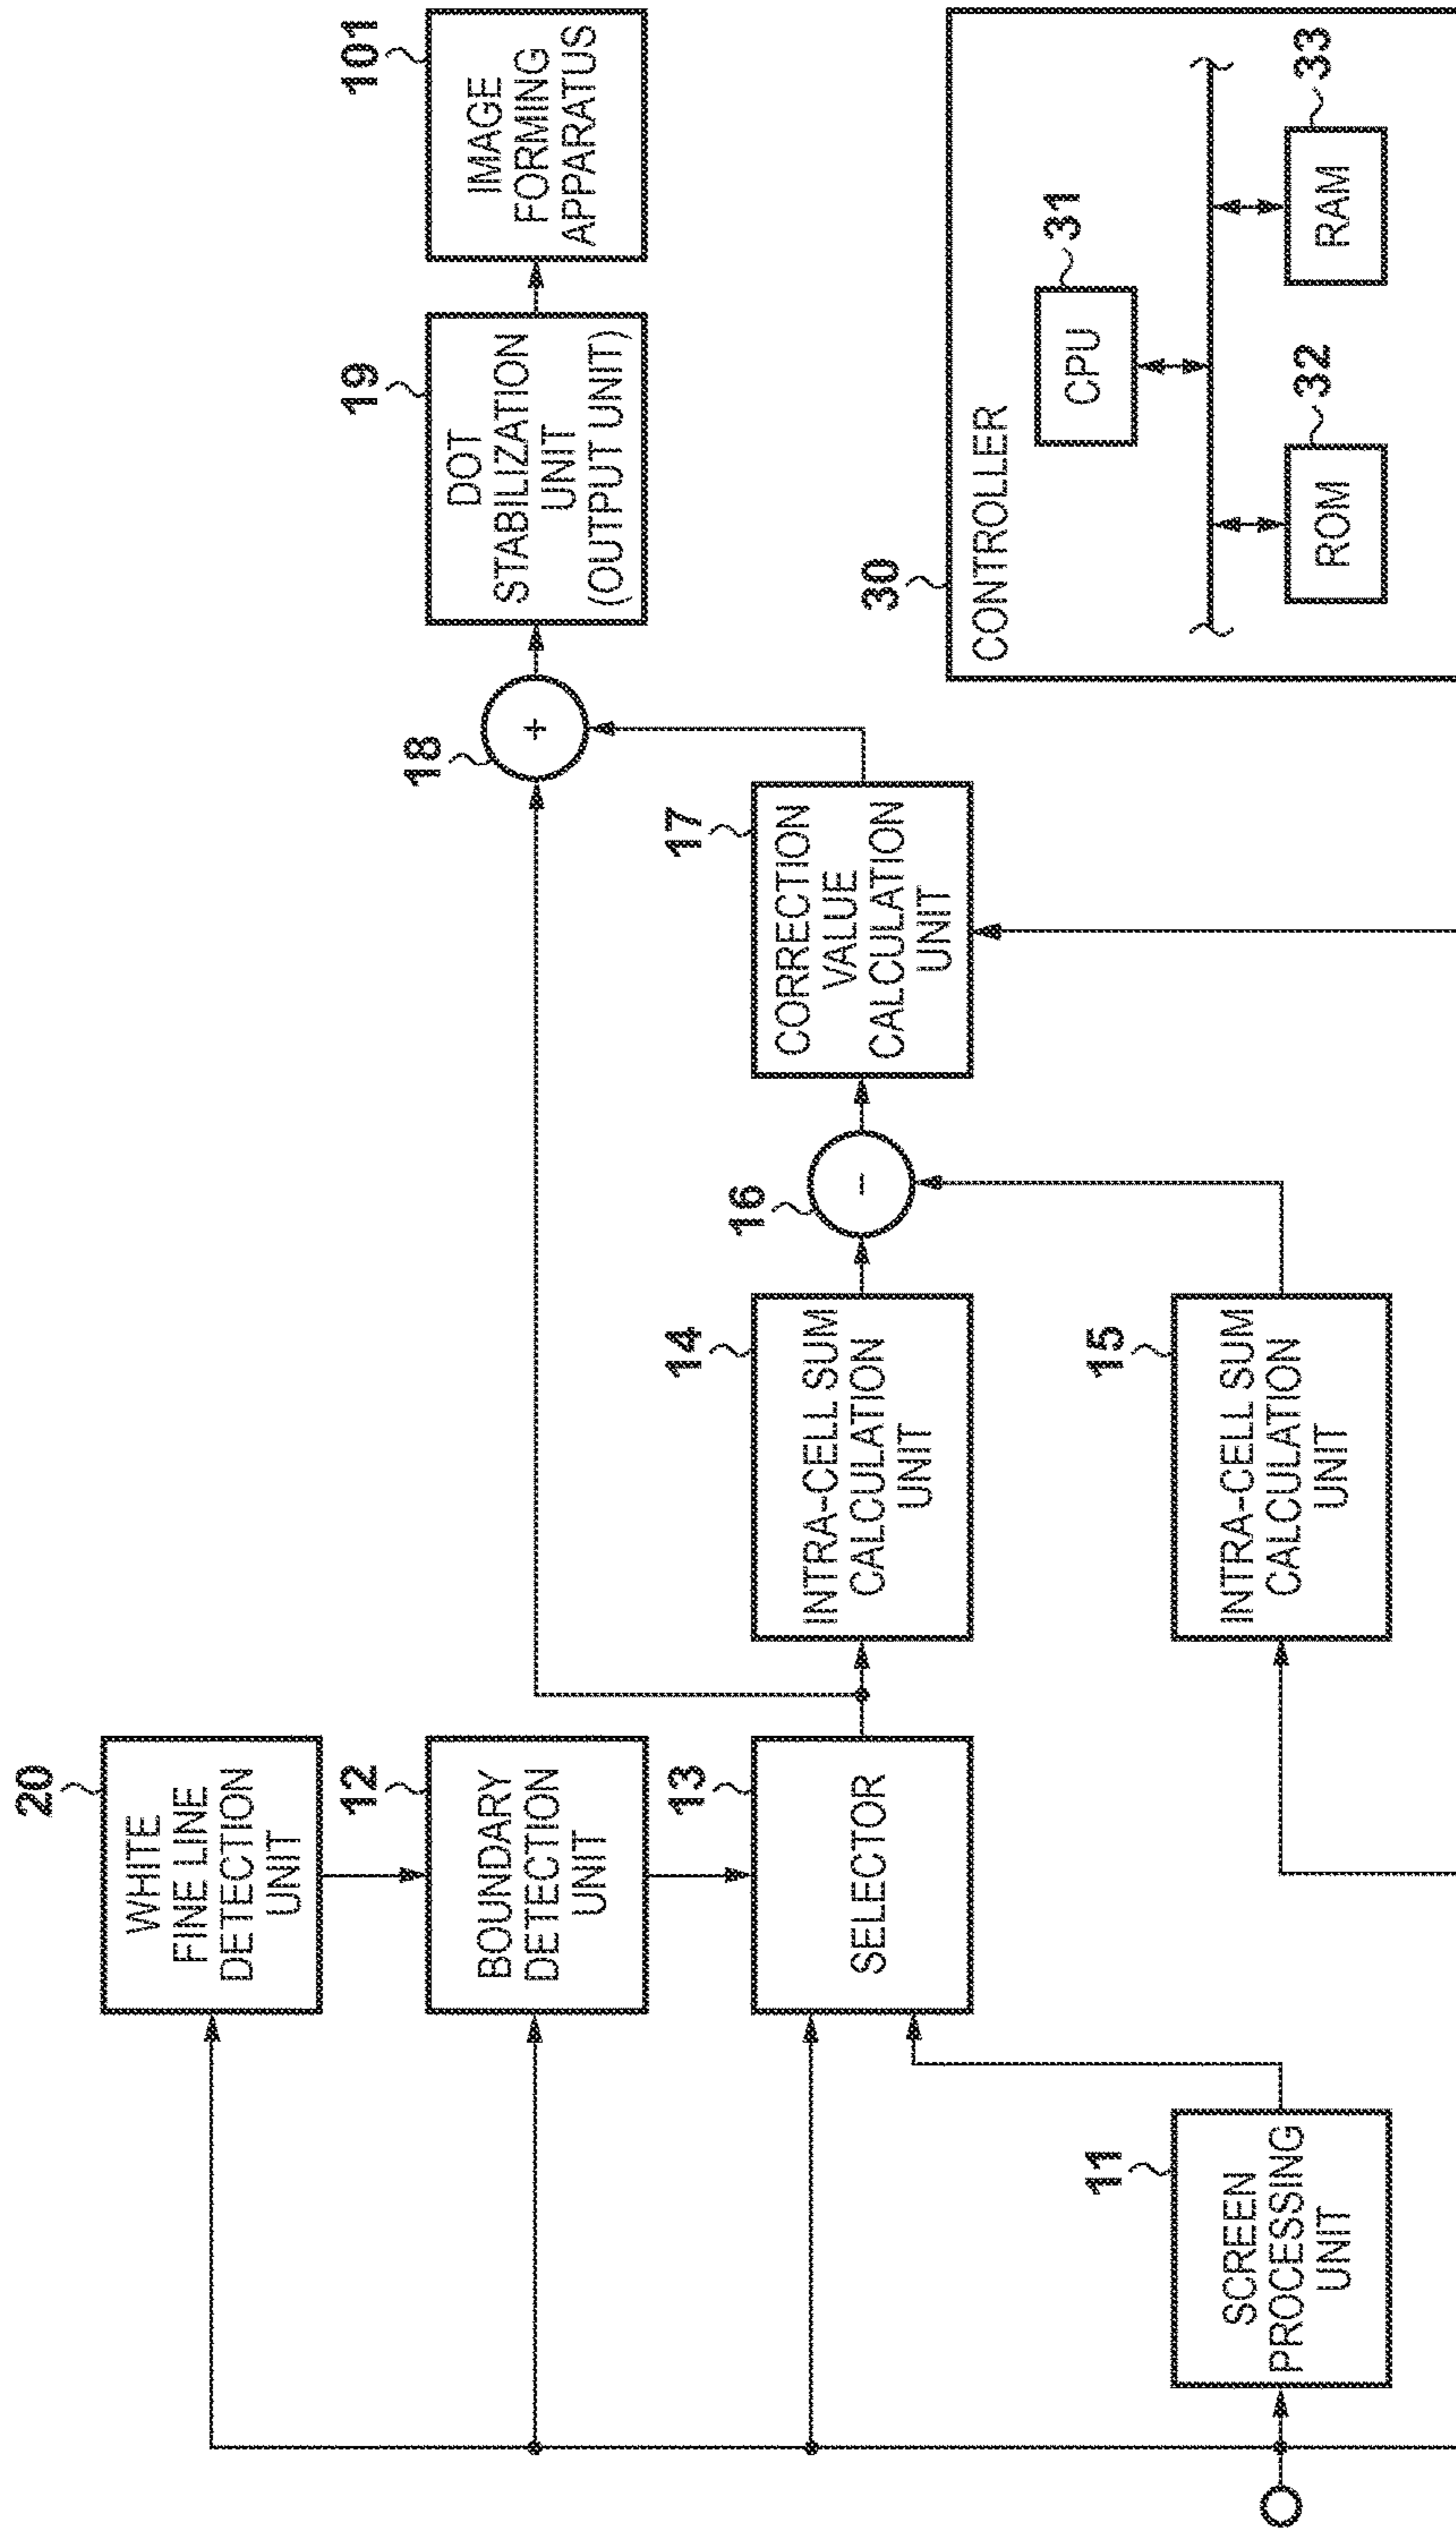 20
WHITE
FINE LINE
DETECTION
UNIT
12
BOUNDARY
DETECTION
UNIT
13
SELECTOR
11
SCREEN
PROCESSING
UNIT
14
INTRA-CELL SUM
CALCULATION
UNIT
15
INTRA-CELL SUM
CALCULATION
UNIT
16
-
17
CORRECTION
VALUE
CALCULATION
UNIT
18
+
19
DOT
STABILIZATION
UNIT
(OUTPUT UNIT)
101
IMAGE
FORMING
APPARATUS
30
CONTROLLER
31
CPU
32
ROM
33
RAM